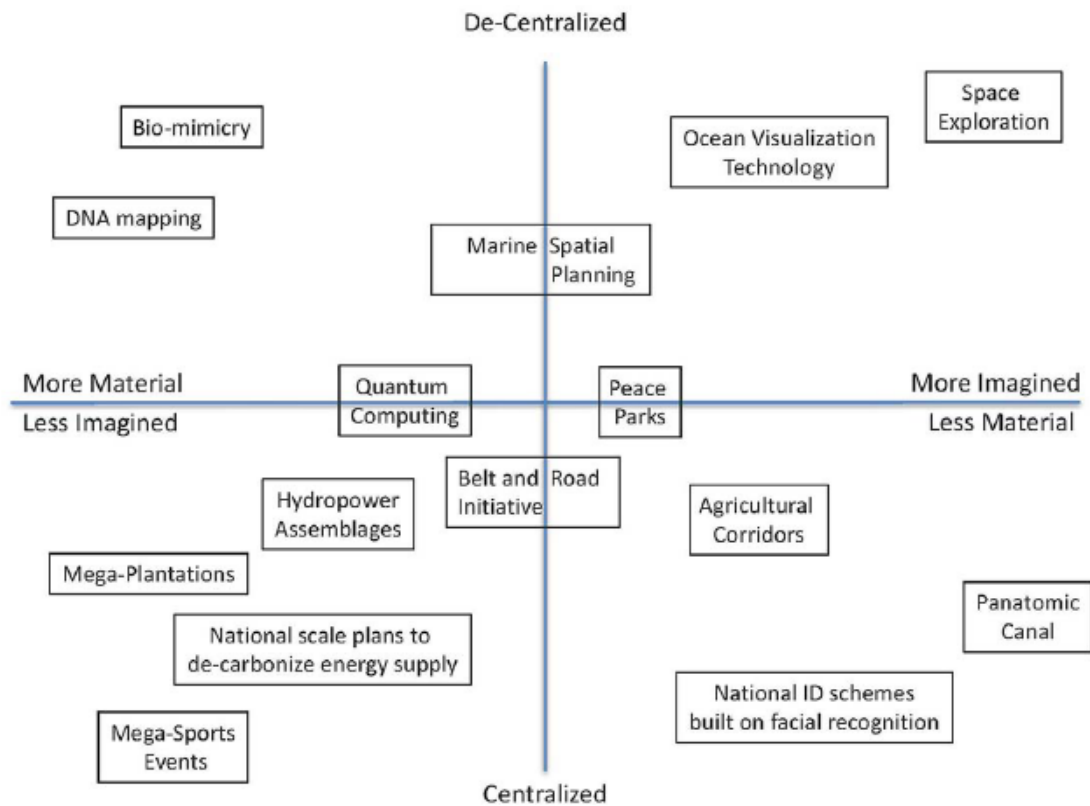 De-Centralized
Space
Exploration
Bio-mimicry
Ocean Visualization
Technology
DNA mapping
Marine Spatial
Planning
More Material
Less Imagined
Quantum
Computing
Peace
Parks
More Imagined
Less Material
Belt and Road
Initiative
Hydropower
Assemblages
Agricultural
Corridors
Mega-Plantations
Panatomic
Canal
National scale plans to
de-carbonize energy supply
National ID schemes
built on facial recognition
Mega-Sports
Events
Centralized